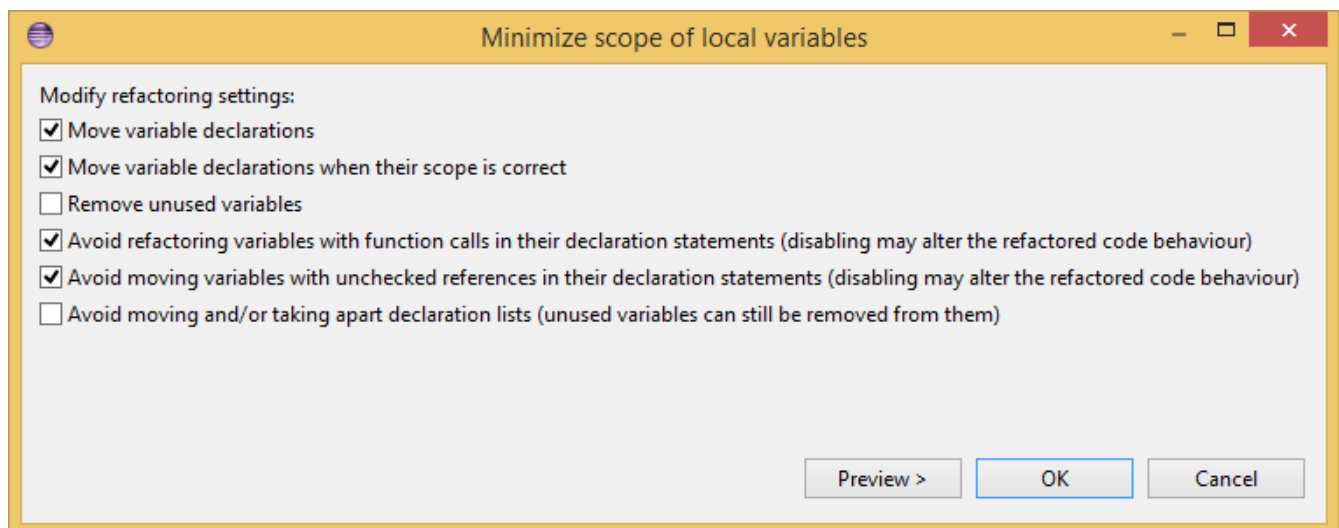 Minimize scope of local variables
Modify refactoring settings:
Move variable declarations
Move variable declarations when their scope is correct
Remove unused variables
Avoid refactoring variables with function calls in their declaration statements (disabling may alter the refactored code behaviour)
Avoid moving variables with unchecked references in their declaration statements (disabling may alter the refactored code behaviour)
Avoid moving and/or taking apart declaration lists (unused variables can still be removed from them)
Preview > OK Cancel